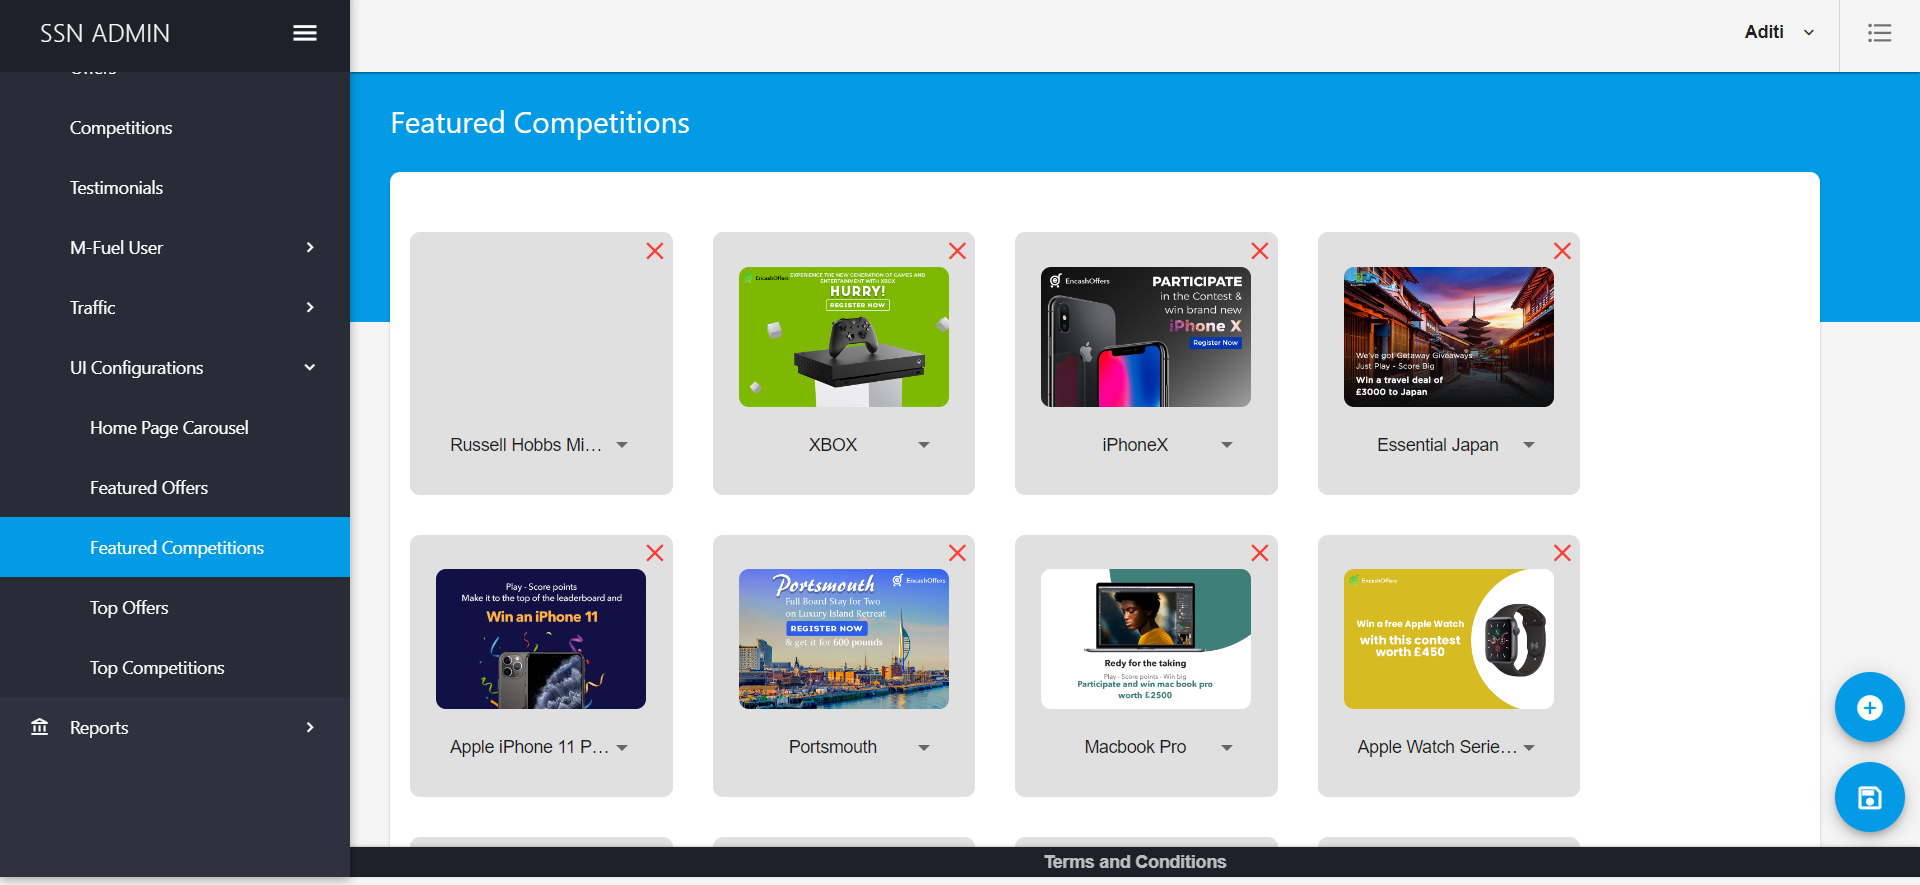 SSN ADMIN
Aditi
Offers
Competitions
Testimonials
M-Fuel User
Traffic
UI Configurations
Home Page Carousel
Featured Offers
Featured Competitions
Top Offers
Top Competitions
Reports
Featured Competitions
EncashOffers
EXPERIENCE THE NEW GENERATION OF GAMES AND
ENTERTAINMENT WITH XBOX
HURRY!
REGISTER NOW
EncashOffers
PARTICIPATE
in the Contest &
win brand new
iPhone X
Register Now
We've got Getaway Giveaways
Just Play - Score Big
Win a travel deal of
£3000 to Japan
Russell Hobbs Mi...
XBOX
iPhoneX
Essential Japan
Play - Score points
Make it to the top of the leaderboard and
Win an iPhone 11
Portsmouth
EncashOffers
Full Board Stay for Two
on Luxury Island Retreat
REGISTER NOW
& get it for 600 pounds
Redy for the taking
Play - Score points - Win big
Participate and win mac book pro
worth £2500
EncashOffers
Win a free Apple Watch
with this contest
worth £450
Apple iPhone 11 P...
Portsmouth
Macbook Pro
Apple Watch Serie...
Terms and Conditions